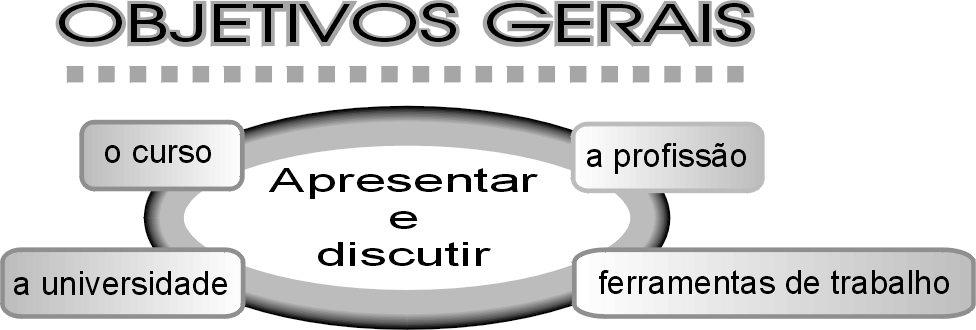 OBJETIVOS GERAIS
o curso
a profissão
Apresentar
e
discutir
a universidade
ferramentas de trabalho